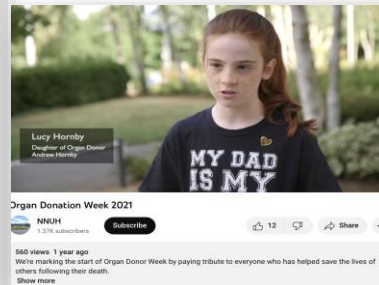 Lucy Hornby
Daughter of Organ Donor
Andrew Hornby
MY DAD
IS MY
Organ Donation Week 2021
NNUH
1.37K subscribers
Subscribe
12
Share
560 views 1 year ago
We're marking the start of Organ Donor Week by paying tribute to everyone who has helped save the lives of
others following their death.
Show more